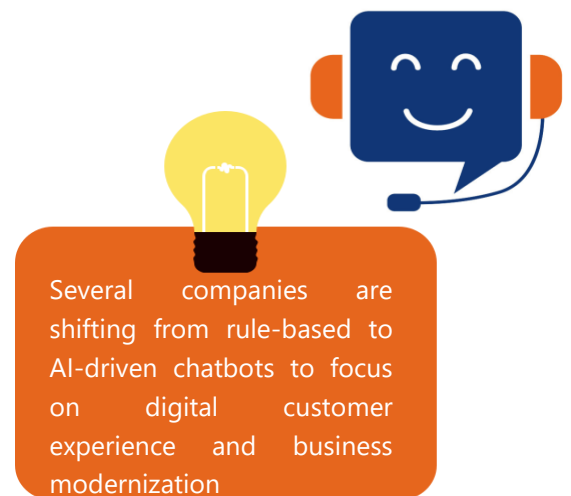 Several companies are
shifting from rule-based to
AI-driven chatbots to focus
on digital customer
experience and business
modernization